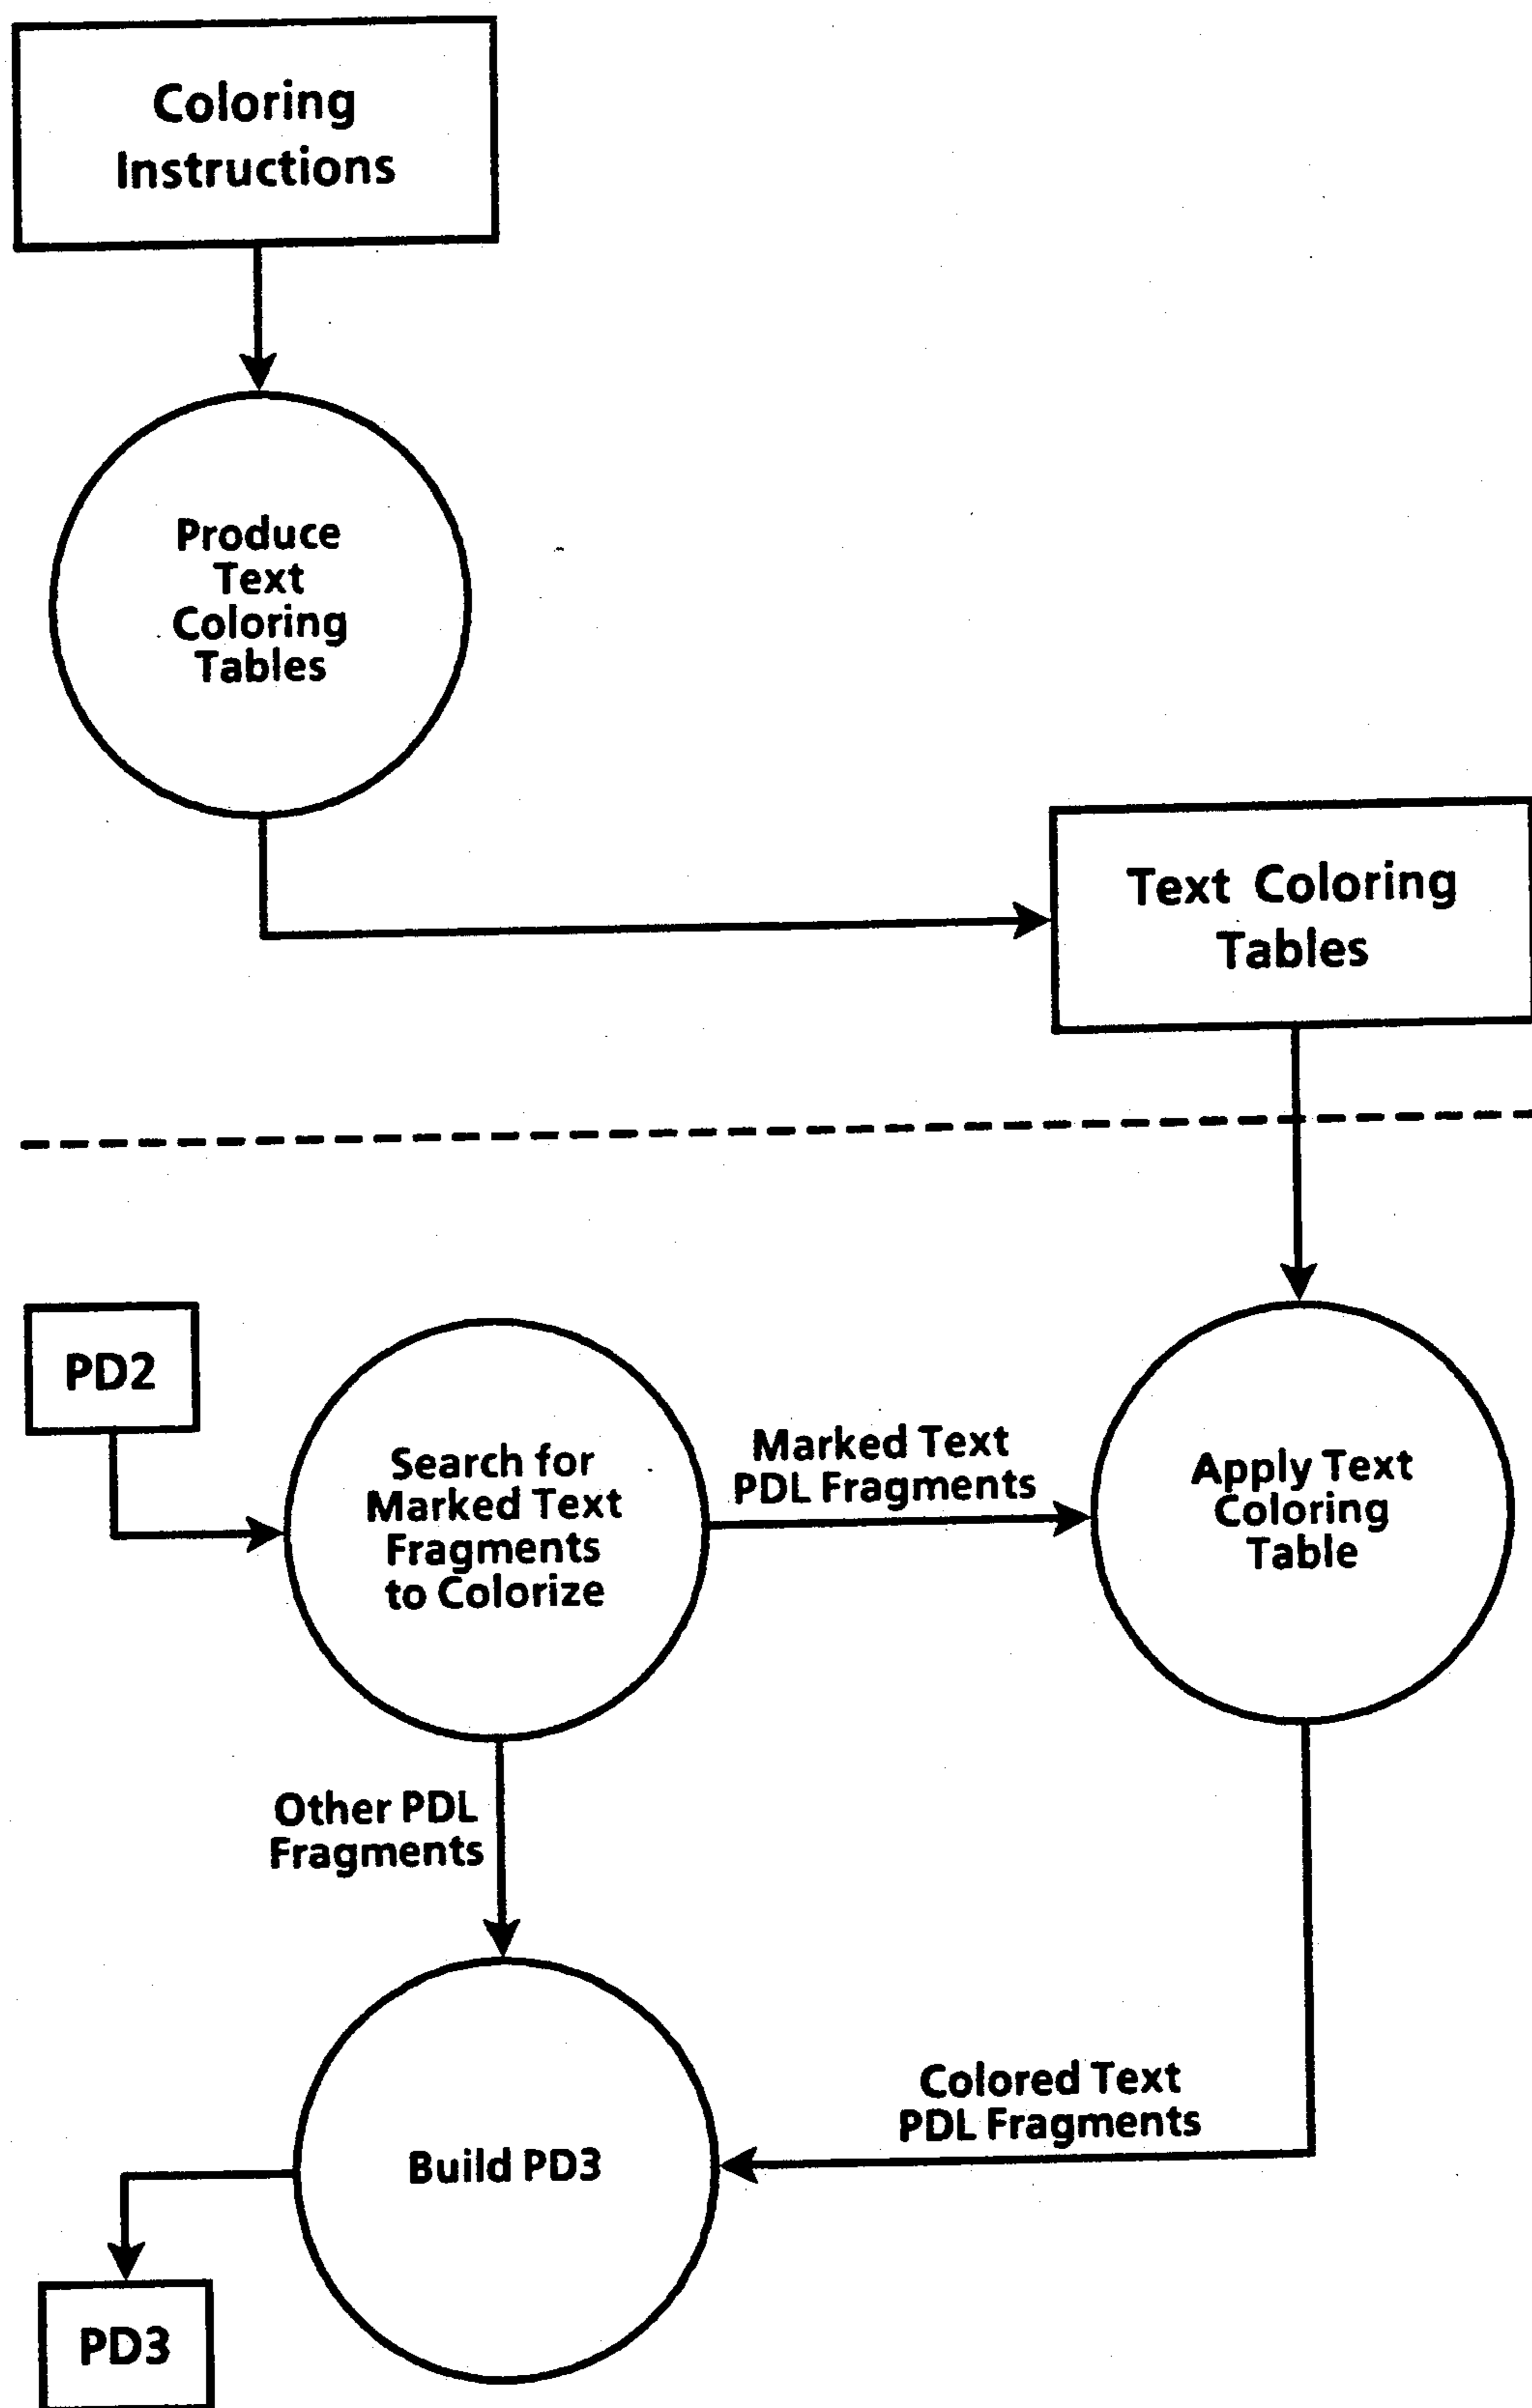 Coloring
Instructions
Produce
Text
Coloring
Tables
Text Coloring
Tables
PD2
Search for
Marked Text
Fragments
to Colorize
Marked Text
PDL Fragments
Apply Text
Coloring
Table
Other PDL
Fragments
Colored Text
PDL Fragments
Build PD3
PD3